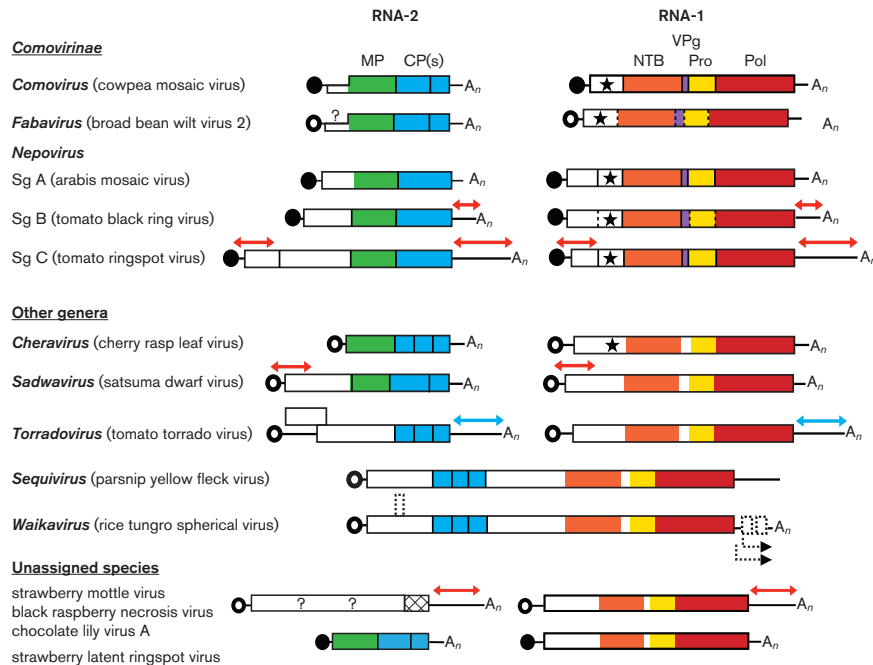 RNA-2 RNA-1
Comovirinae
MP CP(s) NTB VPg Pro Pol
Comovirus (cowpea mosaic virus) An An
Fabavirus (broad bean wilt virus 2) ? An An
Nepovirus
Sg A (arabis mosaic virus) An An
Sg B (tomato black ring virus) An An
Sg C (tomato ringspot virus) An An
Other genera
Cheravirus (cherry rasp leaf virus) An An
Sadwavirus (satsuma dwarf virus) An An
Torradovirus (tomato torrado virus) An An
Sequivirus (parsnip yellow fleck virus)
Waikavirus (rice tungro spherical virus) An
Unassigned species
strawberry mottle virus
black raspberry necrosis virus ? ? An An
chocolate lily virus A
strawberry latent ringspot virus An An